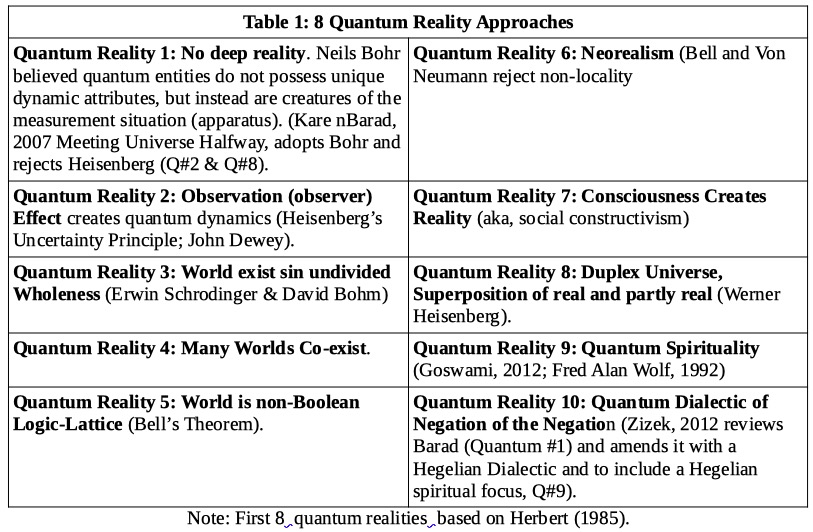 Table 1: 8 Quantum Reality Approaches
Quantum Reality 1: No deep reality. Neils Bohr
believed quantum entities do not possess unique
dynamic attributes, but instead are creatures of the
measurement situation (apparatus). (Kare nBarad,
2007 Meeting Universe Halfway, adopts Bohr and
rejects Heisenberg (Q#2 & Q#8).
Quantum Reality 6: Neorealism (Bell and Von
Neumann reject non-locality
Quantum Reality 2: Observation (observer)
Effect creates quantum dynamics (Heisenberg's
Uncertainty Principle; John Dewey).
Quantum Reality 7: Consciousness Creates
Reality (aka, social constructivism)
Quantum Reality 3: World exist sin undivided
Wholeness (Erwin Schrodinger & David Bohm)
Quantum Reality 8: Duplex Universe,
Superposition of real and partly real (Werner
Heisenberg).
Quantum Reality 4: Many Worlds Co-exist.
Quantum Reality 9: Quantum Spirituality
(Goswami, 2012; Fred Alan Wolf, 1992)
Quantum Reality 5: World is non-Boolean
Logic-Lattice (Bell's Theorem).
Quantum Reality 10: Quantum Dialectic of
Negation of the Negation (Zizek, 2012 reviews
Barad (Quantum #1) and amends it with a
Hegelian Dialectic and to include a Hegelian
spiritual focus, Q#9).
Note: First 8 quantum realities based on Herbert (1985).